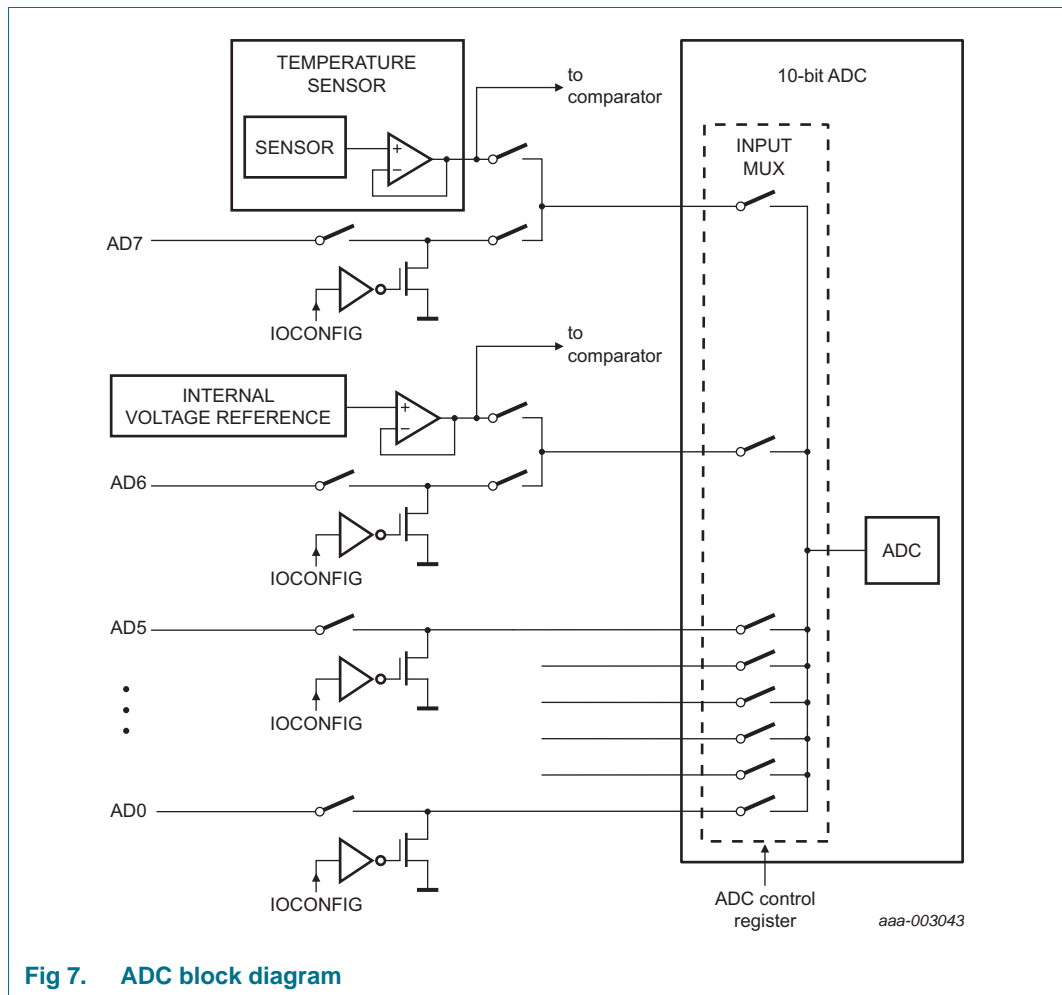 TEMPERATURE
SENSOR
SENSOR
+
−
to
comparator
10-bit ADC
INPUT
MUX
AD7
IOCONFIG
to
comparator
INTERNAL
VOLTAGE REFERENCE
+
−
AD6
IOCONFIG
ADC
AD5
IOCONFIG
AD0
IOCONFIG
ADC control
register
aaa-003043
Fig 7. ADC block diagram